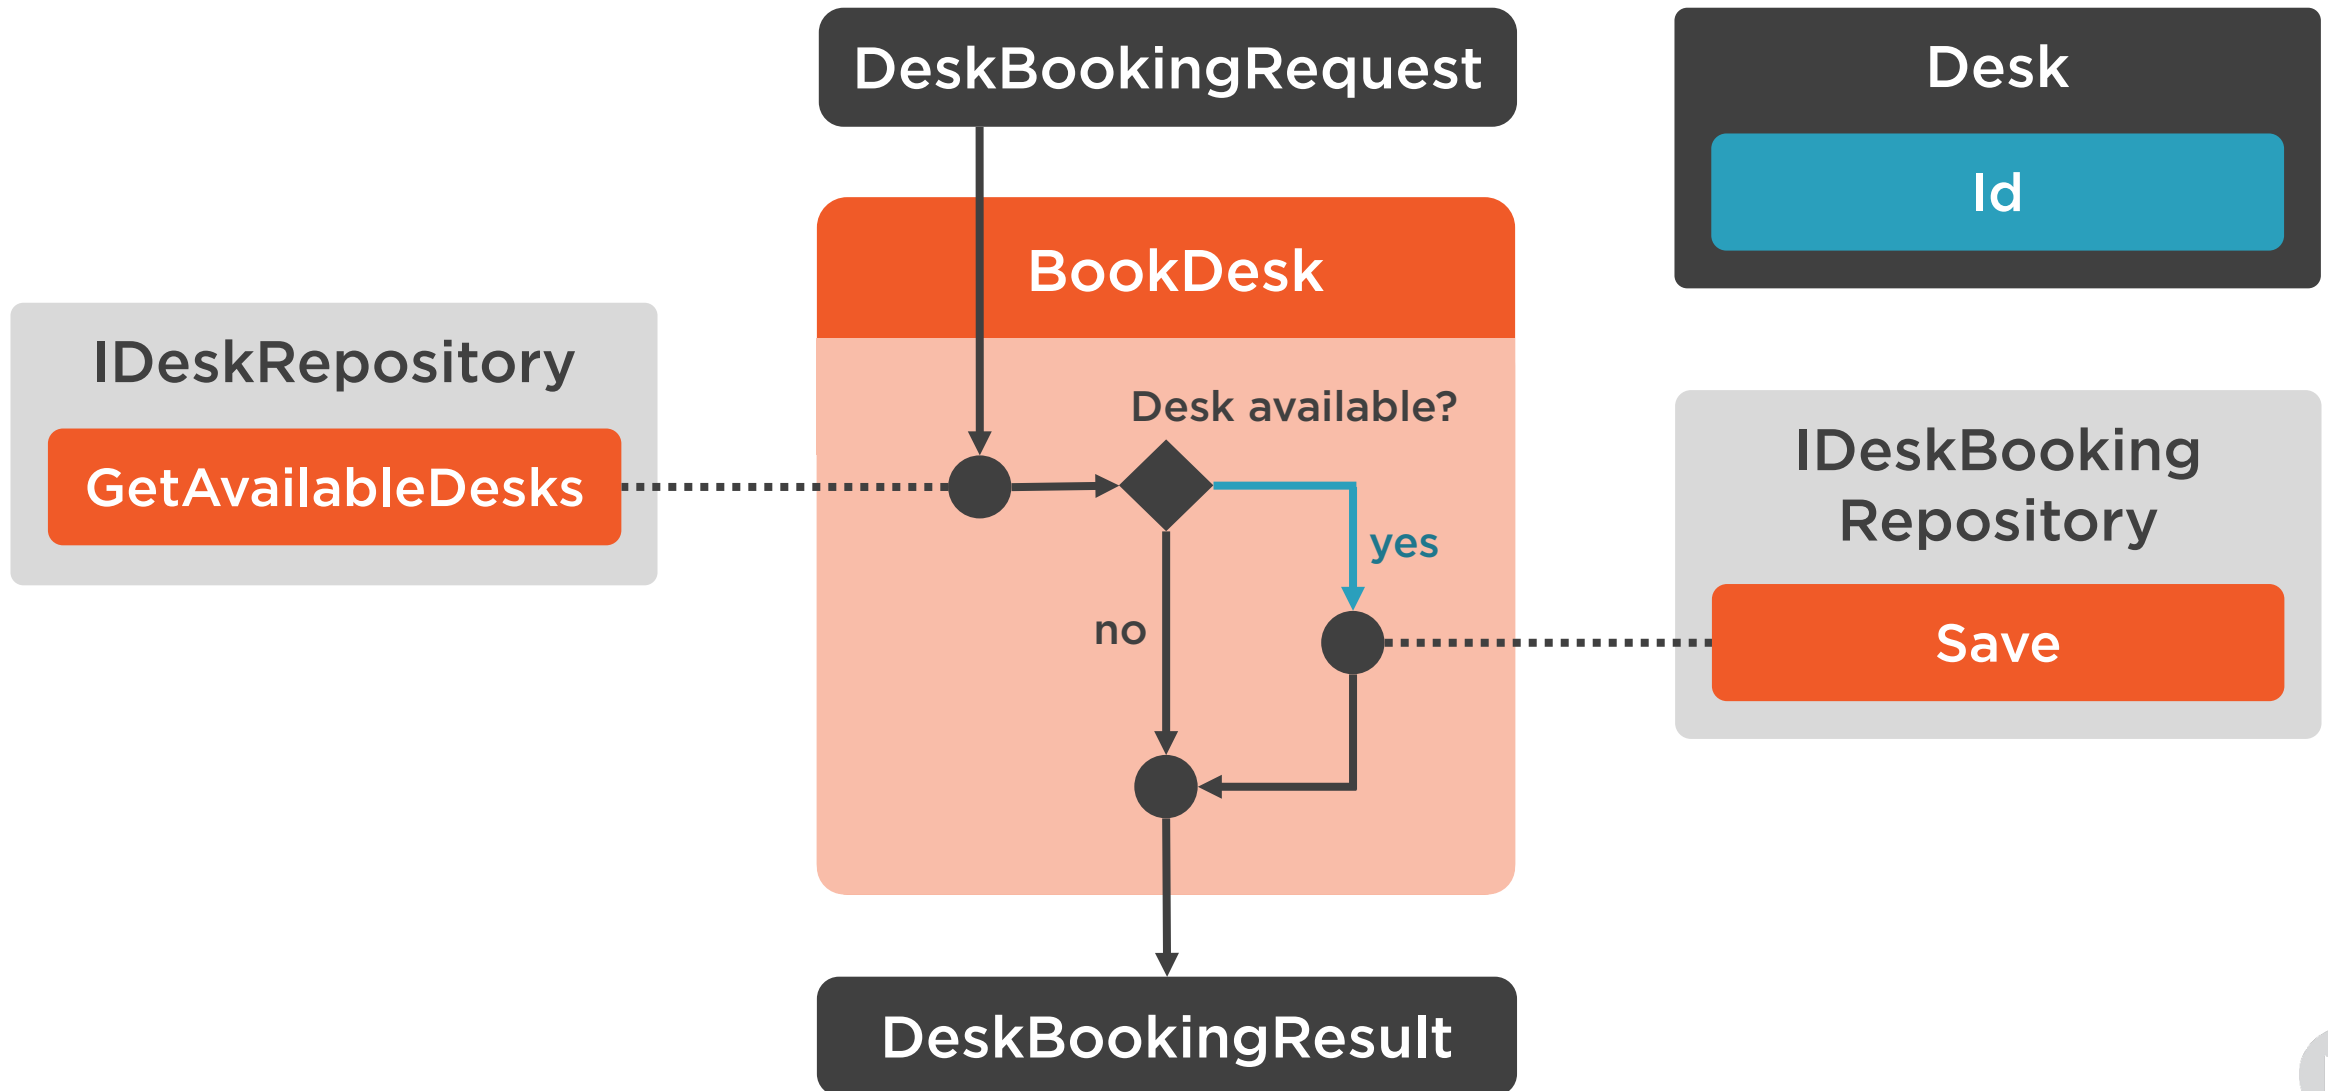 DeskBookingRequest
Desk
Id
BookDesk
IDeskRepository
GetAvailableDesks
Desk available?
yes
no
IDeskBooking
Repository
Save
DeskBookingResult